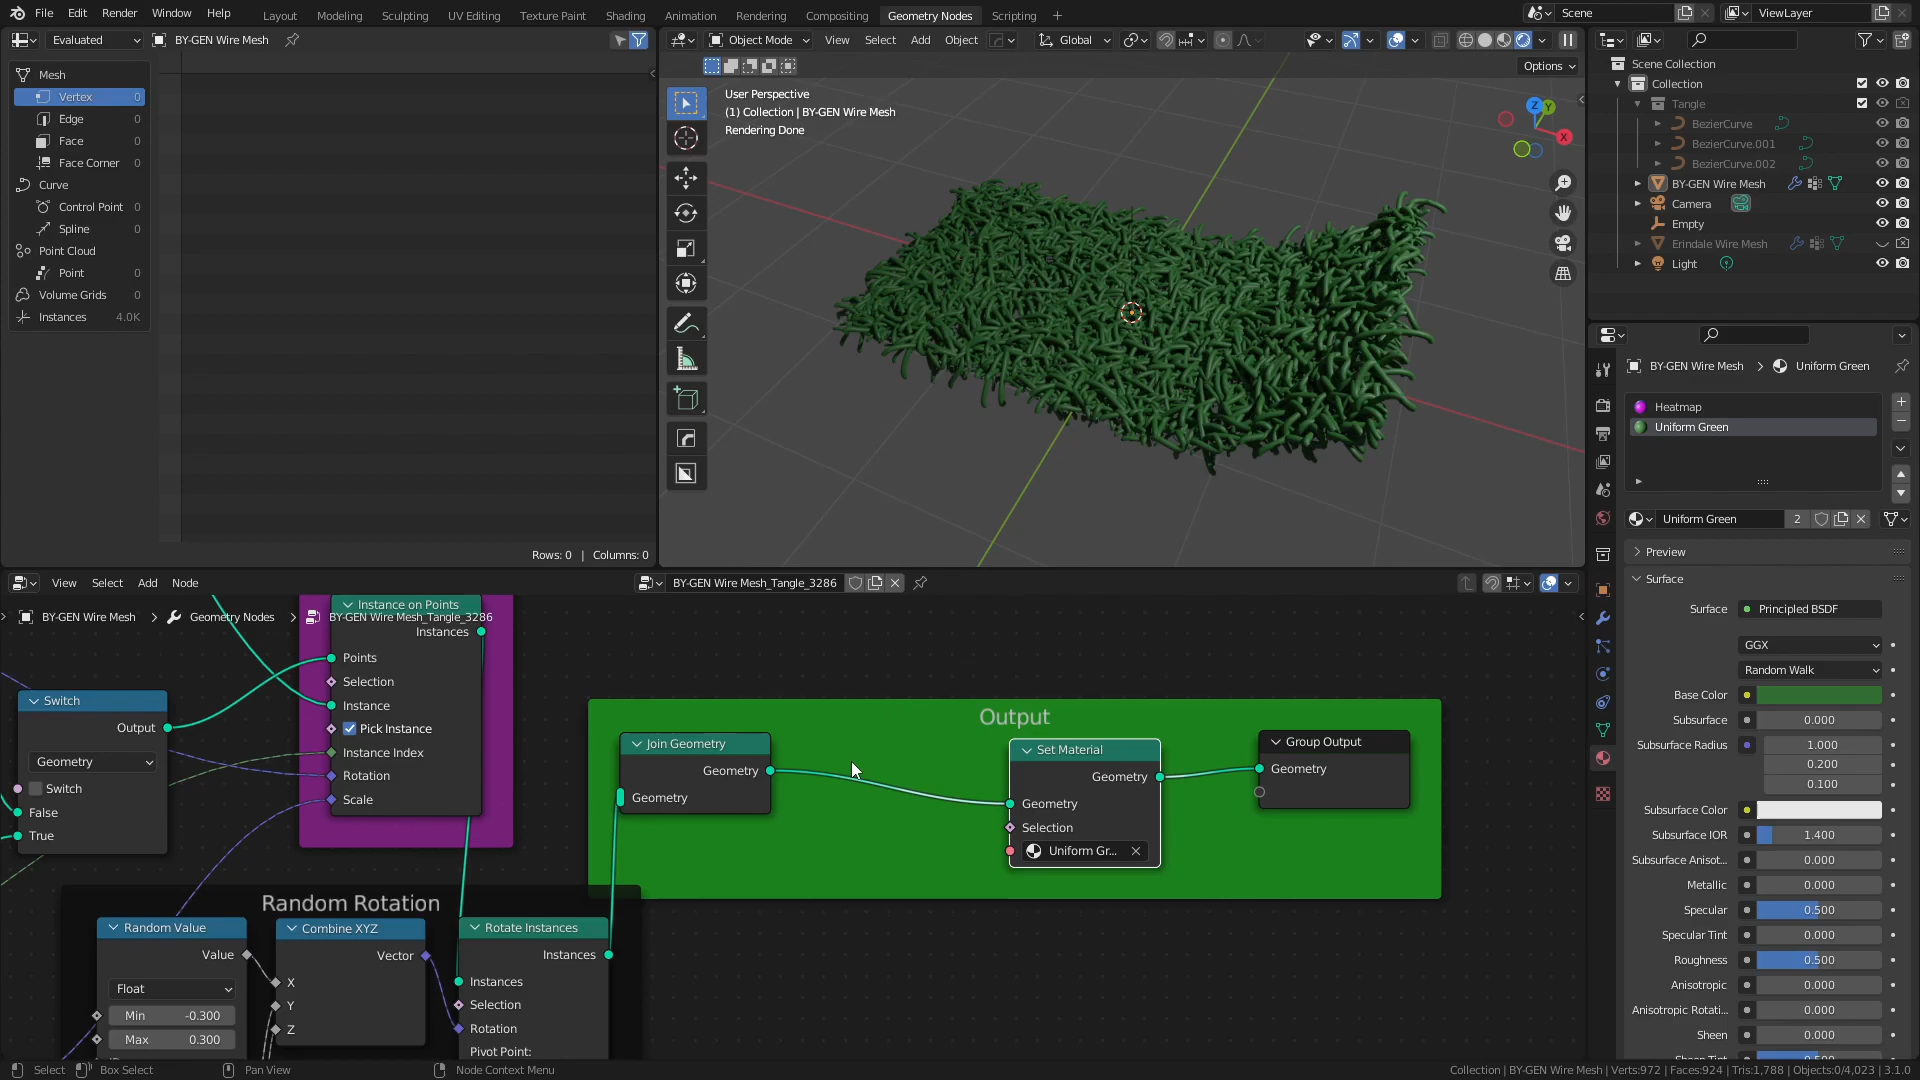 File Edit Render Window Help Layout Modeling Sculpting UV Editing Texture Paint Shading Animation Rendering Compositing Geometry Nodes Scripting + Scene ViewLayer
Evaluated BY-GEN Wire Mesh
Object Mode View Select Add Object Global
Options
Mesh
Vertex 0
Edge 0
Face 0
Face Corner 0
Curve
Control Point 0
Spline 0
Point Cloud
Point 0
Volume Grids 0
Instances 4.0K
Rows: 0 | Columns: 0
User Perspective
(1) Collection | BY-GEN Wire Mesh
Rendering Done
Z
Y
X
Scene Collection
Collection
Tangle
BezierCurve
BezierCurve.001
BezierCurve.002
BY-GEN Wire Mesh
Camera
Empty
Erindale Wire Mesh
Light
BY-GEN Wire Mesh > Uniform Green
Heatmap
Uniform Green
Uniform Green 2
Preview
Surface
Surface Principled BSDF
GGX
Random Walk
Base Color
Subsurface 0.000
Subsurface Radius 1.000
0.200
0.100
Subsurface Color
Subsurface IOR 1.400
Subsurface Anisot... 0.000
Metallic 0.000
Specular 0.500
Specular Tint 0.000
Roughness 0.500
Anisotropic 0.000
Anisotropic Rotati... 0.000
Sheen 0.000
Sheen Tint 0.500
View Select Add Node BY-GEN Wire Mesh_Tangle_3286
BY-GEN Wire Mesh > Geometry Nodes > BY-GEN Wire Mesh_Tangle_3286
Instance on Points
Instances
Points
Selection
Instance
Pick Instance
Instance Index
Rotation
Scale
Switch
Output
Geometry
Switch
False
True
Output
Join Geometry
Geometry
Geometry
Set Material
Geometry
Geometry
Selection
Uniform Gr...
Group Output
Geometry
Random Rotation
Random Value
Value
Float
Min -0.300
Max 0.300
Combine XYZ
Vector
X
Y
Z
Rotate Instances
Instances
Instances
Selection
Rotation
Pivot Point:
Select Box Select Pan View Node Context Menu
Collection | BY-GEN Wire Mesh | Verts:972 | Faces:924 | Tris:1,788 | Objects:0/4,023 | 3.1.0